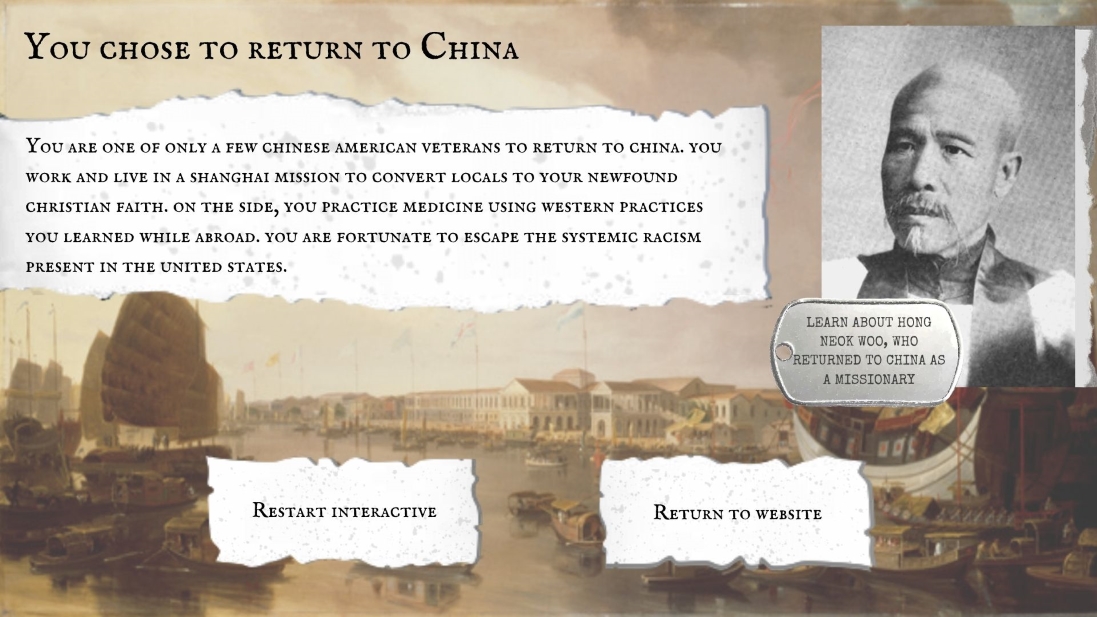 You chose to return to China
You are one of only a few chinese american veterans to return to china. you
work and live in a shanghai mission to convert locals to your newfound
christian faith. on the side, you practice medicine using western practices
you learned while abroad. you are fortunate to escape the systemic racism
present in the united states.
LEARN ABOUT HONG
NEOK WOO, WHO
RETURNED TO CHINA AS
A MISSIONARY
Restart interactive
Return to website